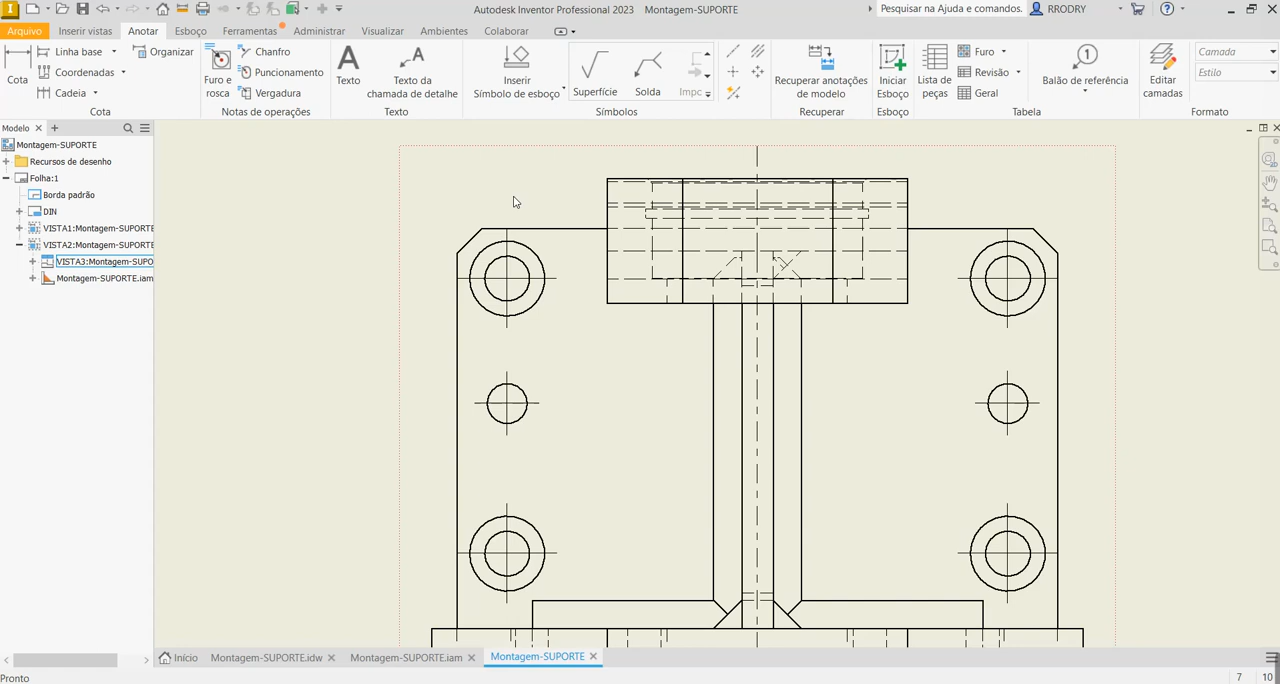 Autodesk Inventor Professional 2023 Montagem-SUPORTE
Pesquisar na Ajuda e comandos.
RRODRY
Arquivo Inserir vistas Anotar Esboço Ferramentas Administrar Visualizar Ambientes Colaborar
Cota
Linha base
Coordenadas
Cadeia
Organizar
Cota
Furo e rosca
Chanfro
Puncionamento
Vergadura
Notas de operações
Texto
Texto da
chamada de detalhe
Texto
Inserir
Símbolo de esboço
Superfície
Solda
Impc
Símbolos
Recuperar anotações
de modelo
Recuperar
Iniciar
Esboço
Esboço
Lista de
peças
Furo
Revisão
Geral
Balão de referência
Tabela
Editar
camadas
Camada
Estilo
Formato
Modelo
Montagem-SUPORTE
Recursos de desenho
Folha:1
Borda padrão
DIN
VISTA1:Montagem-SUPORTE
VISTA2:Montagem-SUPORTE
VISTA3:Montagem-SUPO
Montagem-SUPORTE.iam
Início Montagem-SUPORTE.idw Montagem-SUPORTE.iam Montagem-SUPORTE
Pronto
7 10